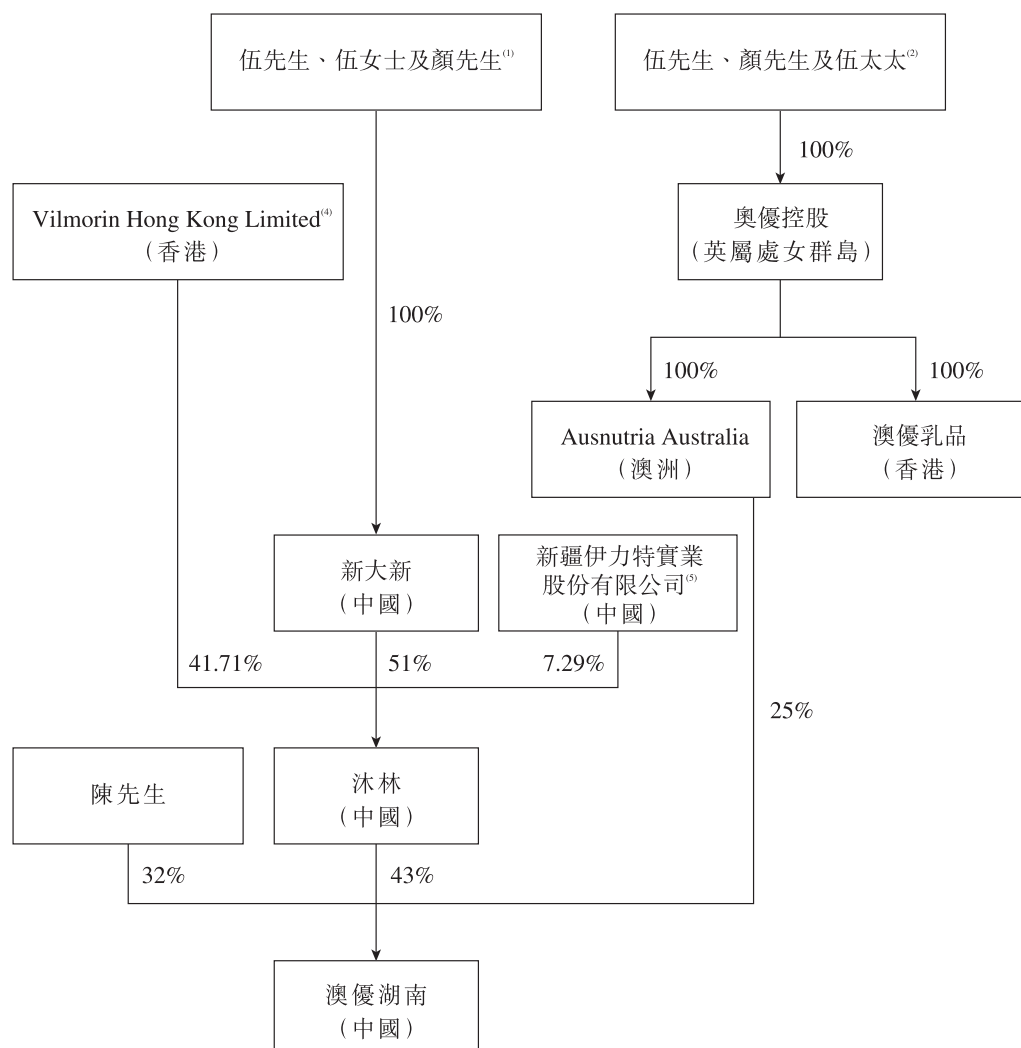 伍先生、伍女士及顏先生(1)
伍先生、顏先生及伍太太(2)
100%
Vilmorin Hong Kong Limited(4)
(香港)
奧優控股
(英屬處女群島)
100%
100%
100%
Ausnutria Australia
(澳洲)
澳優乳品
(香港)
新大新
(中國)
新疆伊力特實業
股份有限公司(5)
(中國)
41.71%
51%
7.29%
25%
陳先生
沐林
(中國)
32%
43%
澳優湖南
(中國)